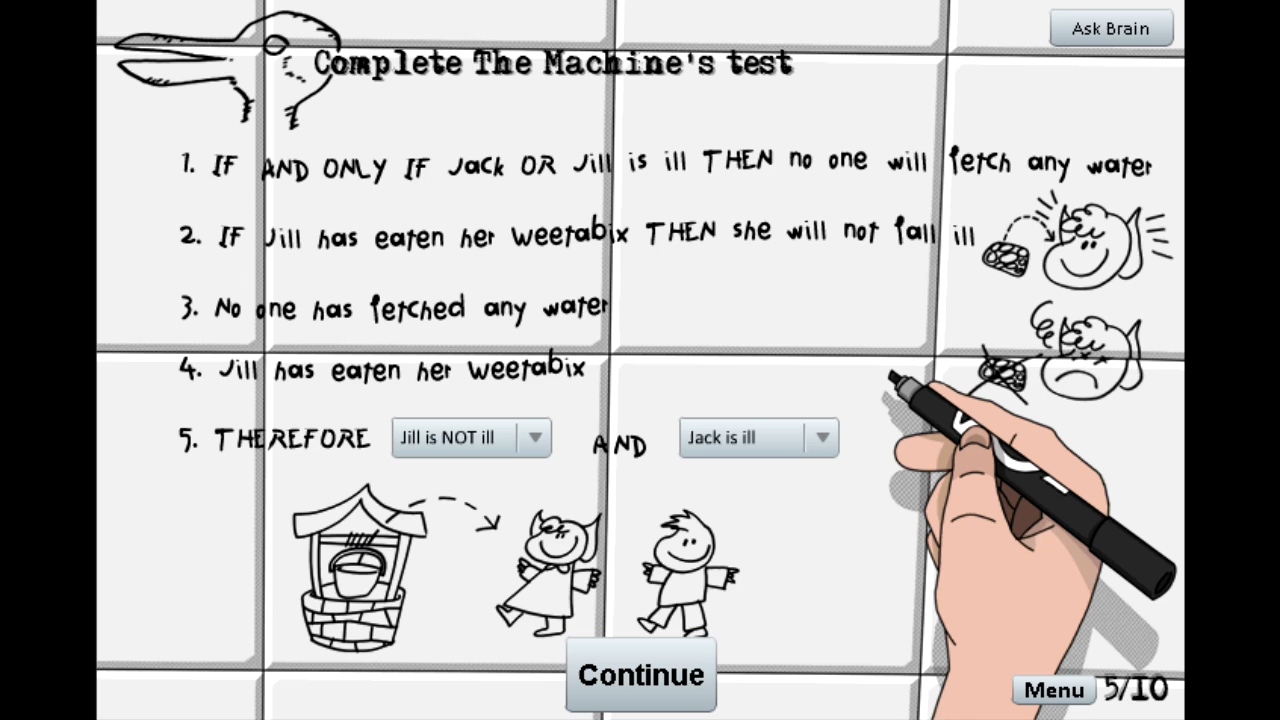 Ask Brain
Complete The Machine's test
1. IF AND ONLY IF Jack OR Jill is ill THEN no one will fetch any water
2. IF Jill has eaten her weetabix THEN she will not fall ill
3. No one has fetched any water
4. Jill has eaten her weetabix
5. THEREFORE Jill is NOT ill AND Jack is ill
Continue
Menu 5/10